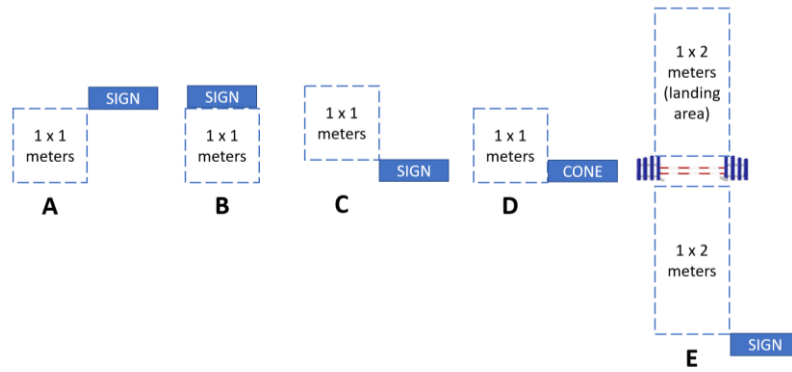 SIGN
1 x 1
meters
A
SIGN
1 x 1
meters
B
1 x 1
meters
SIGN
C
1 x 1
meters
CONE
D
1 x 2
meters
(landing
area)
1 x 2
meters
SIGN
E